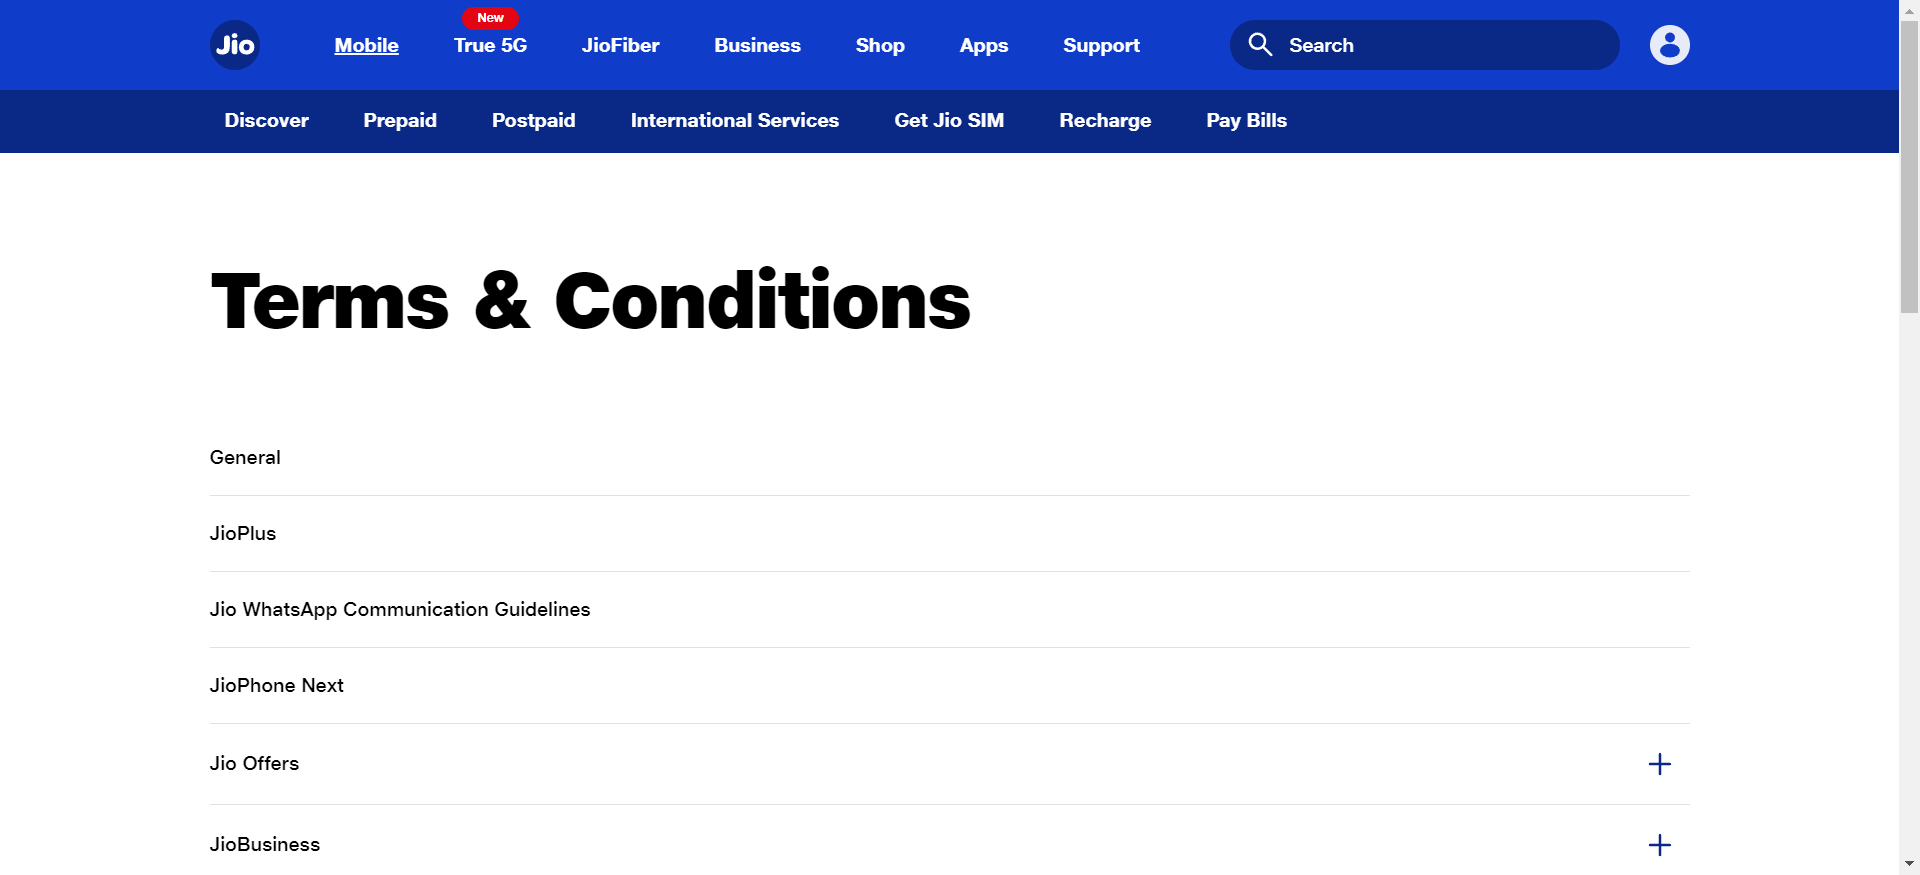 New
Jio Mobile True 5G JioFiber Business Shop Apps Support Search
Discover Prepaid Postpaid International Services Get Jio SIM Recharge Pay Bills
Terms & Conditions
General
JioPlus
Jio WhatsApp Communication Guidelines
JioPhone Next
Jio Offers
JioBusiness